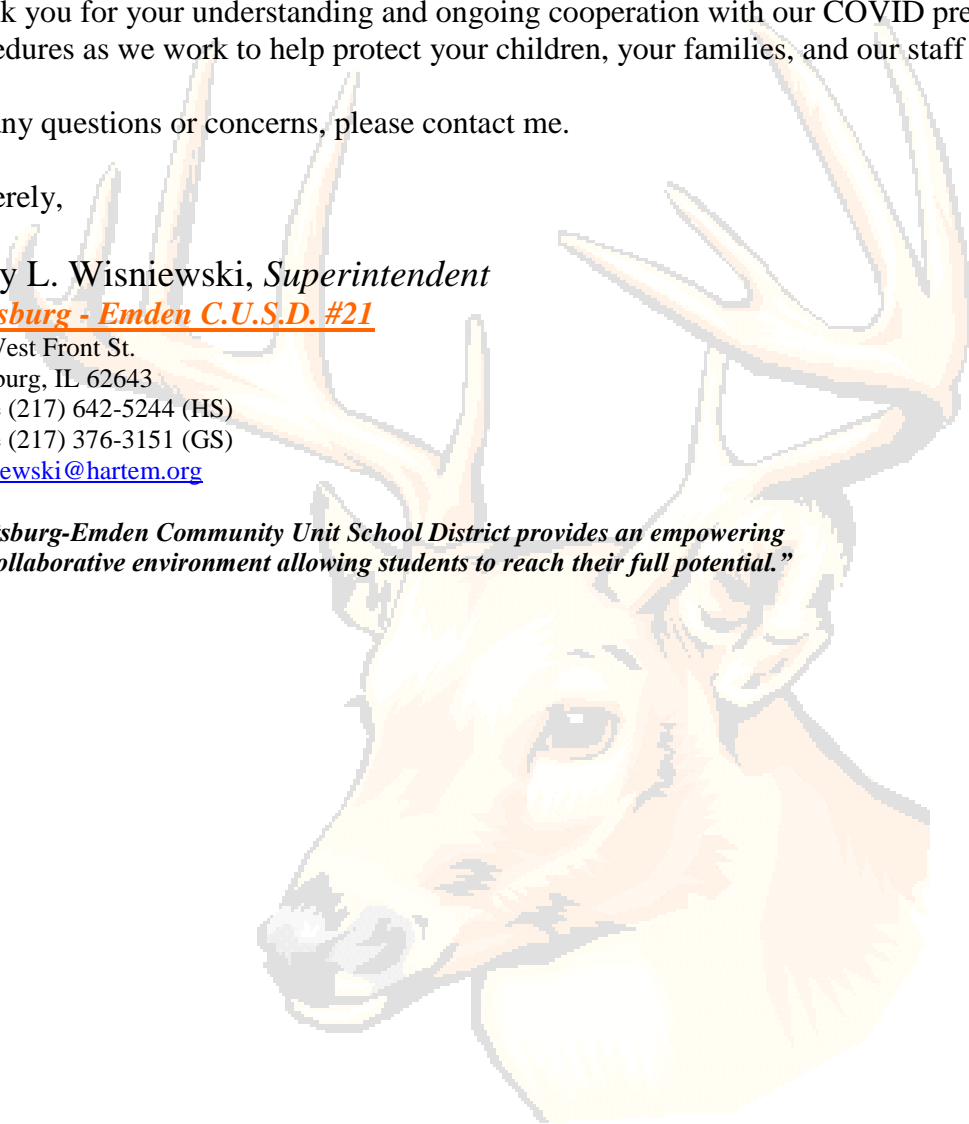 k you for your understanding and ongoing cooperation with our COVID pre
edures as we work to help protect your children, your families, and our staff
any questions or concerns, please contact me.
erely,
y L. Wisniewski, Superintendent
sburg - Emden C.U.S.D. #21
West Front St.
burg, IL 62643
(217) 642-5244 (HS)
(217) 376-3151 (GS)
ewski@hartem.org
sburg-Emden Community Unit School District provides an empowering
ollaborative environment allowing students to reach their full potential.”